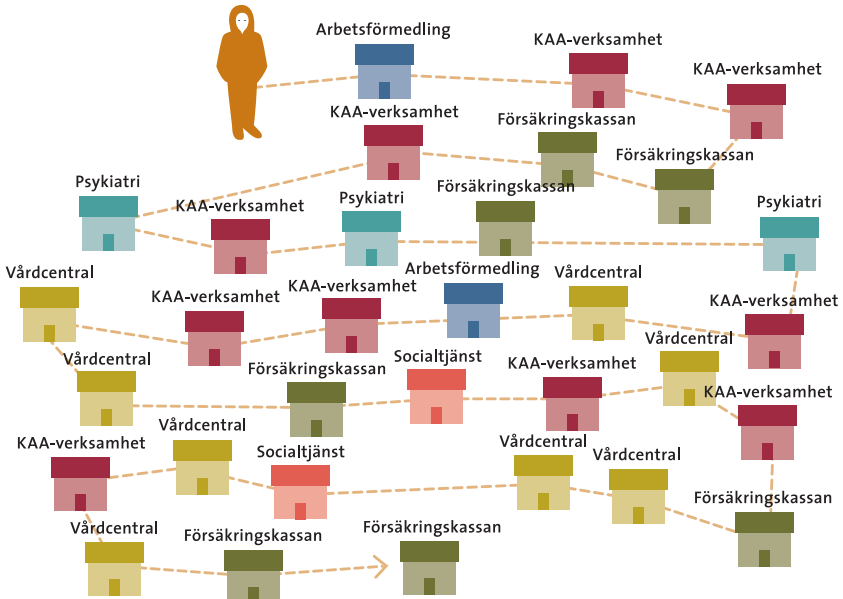 Arbetsförmedling
KAA-verksamhet
KAA-verksamhet
KAA-verksamhet
Försäkringskassan
Försäkringskassan
Psykiatri
KAA-verksamhet
Psykiatri
Försäkringskassan
Psykiatri
Vårdcentral
KAA-verksamhet
KAA-verksamhet
Arbetsförmedling
Vårdcentral
KAA-verksamhet
Vårdcentral
Försäkringskassan
Socialtjänst
KAA-verksamhet
Vårdcentral
KAA-verksamhet
KAA-verksamhet
Vårdcentral
Socialtjänst
Vårdcentral
Vårdcentral
Försäkringskassan
Vårdcentral
Försäkringskassan
Försäkringskassan